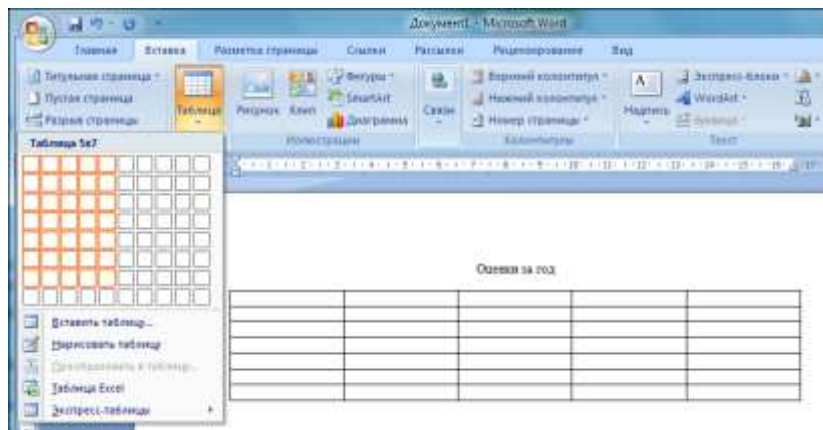 Документ1 - Microsoft Word
Главная Вставка Разметка страницы Ссылки Рассылки Рецензирование Вид
Титульная страница
Пустая страница
Разрыв страницы
Таблица
Рисунок
Клип
Фигуры
SmartArt
Диаграмма
Связи
Верхний колонтитул
Нижний колонтитул
Номер страницы
Надпись
Экспресс-блоки
WordArt
Буквица
Иллюстрации
Колонтитулы
Текст
Таблица 5x7
Оценки за год
Вставить таблицу...
Нарисовать таблицу
Преобразовать в таблицу...
Таблица Excel
Экспресс-таблицы